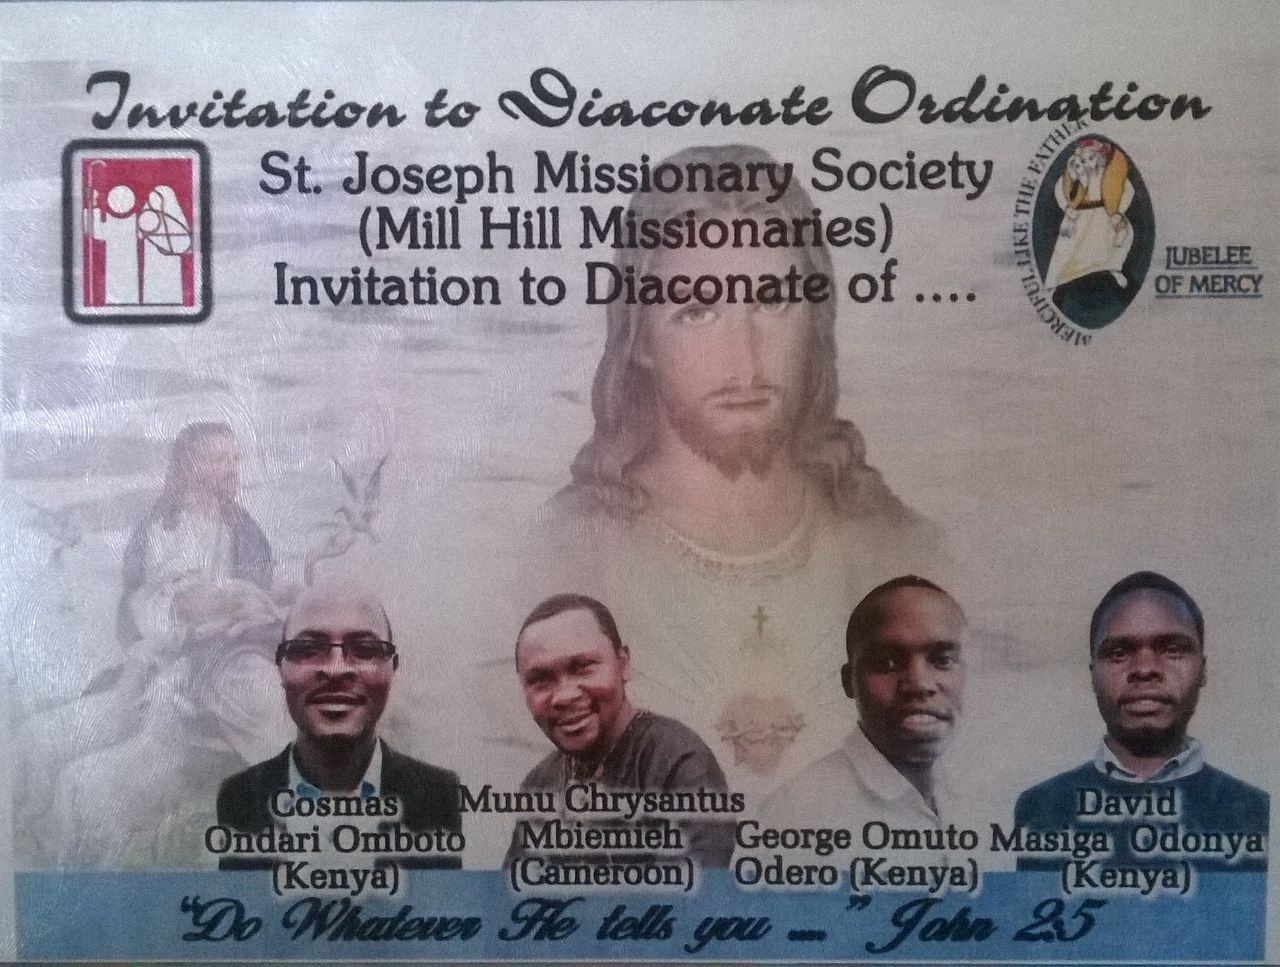 Invitation to Diaconate Ordination
St. Joseph Missionary Society
(Mill Hill Missionaries)
Invitation to Diaconate of ....
MERCIFUL LIKE THE FATHER
JUBELEE
OF MERCY
Cosmas
Ondari Omboto
(Kenya)
Munu Chrysantus
Mbiemieh
(Cameroon)
George Omuto
Odero (Kenya)
David
Masiga Odonya
(Kenya)
“Do Whatever He tells you ....” John 2:5